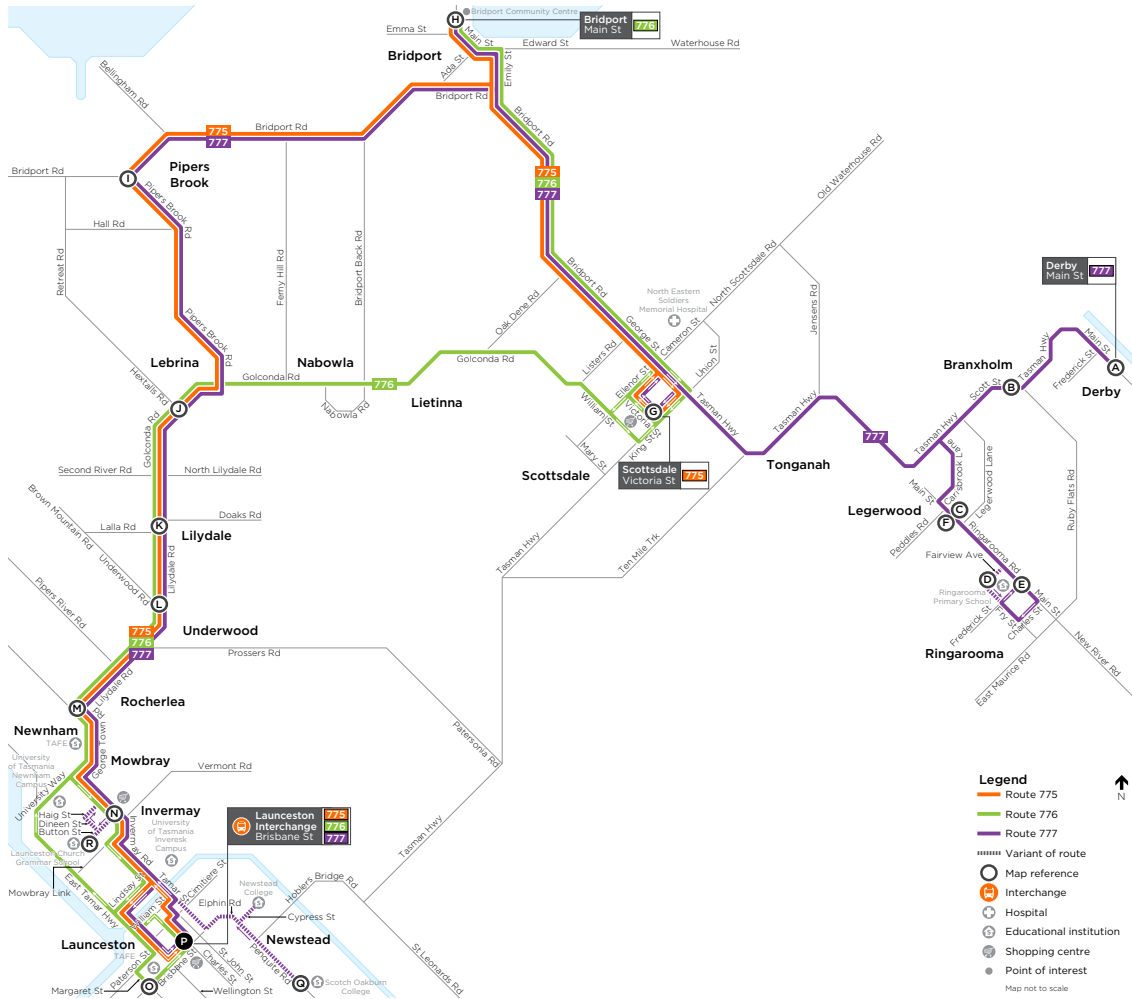 H
Bridport Community Centre
Bridport
Main St
776
Emma St
Main St
Edward St
Waterhouse Rd
Bridport
Ada St
Emily St
Bellingham Rd
Bridport Rd
Bridport Rd
775
777
Bridport Rd
Bridport Rd
775
776
777
Pipers
Brook
Bridport Rd
I
Pipers Brook Rd
Hall Rd
Retreat Rd
Ferny Hill Rd
Bridport Back Rd
Old Waterhouse Rd
North Scottsdale Rd
Bridport Rd
Oak Dene Rd
North Eastern
Soldiers
Memorial Hospital
Jensens Rd
Derby
Main St
777
Pipers Brook Rd
George St
Cameron St
Union St
Listers Rd
Main St
Tasman Hwy
Frederick St
A
Derby
Lebrina
Nabowla
Golconda Rd
Branxholm
B
Scott St
Hextalls Rd
J
Golconda Rd
776
Nabowla Rd
Lietinna
Ellenor St
William St
Victoria St
G
King St
Tasman Hwy
Tasman Hwy
Tasman Hwy
777
Golconda Rd
Mary St
Scottsdale
Scottsdale
Victoria St
775
Tonganah
Carisbrook Lane
Legerwood Lane
Ruby Flats Rd
Second River Rd
North Lilydale Rd
Brown Mountain Rd
Lalla Rd
K
Doaks Rd
Lilydale
Main St
Legerwood
C
F
Peddles Rd
Ringarooma Rd
Tasman Hwy
Ten Mile Trk
Fairview Ave
Lilydale Rd
Underwood Rd
L
Pipers River Rd
D
E
Ringarooma
Primary School
Main St
Frederick St
Fry St
Charles St
775
776
777
Underwood
Prossers Rd
Ringarooma
New River Rd
East Maurice Rd
Lilydale Rd
Rocherlea
M
Newnham
TAFE
George Town Rd
Patersonia Rd
University
of Tasmania
Newnham
Campus
Mowbray
Vermont Rd
University Way
N
Invermay
Haig St
Dineen St
Button St
R
Launceston Church
Grammar School
Mowbray Link
Invermay Rd
University
of Tasmania
Inveresk
Campus
Launceston
Interchange
Brisbane St
775
776
777
Tasman Hwy
East Tamar Hwy
Lindsay St
Tamar St
Cimitiere St
William St
Newstead
College
Hoblers Bridge Rd
Elphin Rd
Cypress St
Launceston
TAFE
P
Newstead
Penquite Rd
Paterson St
Brisbane St
Charles St
St John St
St Leonards Rd
Margaret St
O
Wellington St
Q
Scotch Oakburn
College
Legend
Route 775
Route 776
Route 777
Variant of route
Map reference
Interchange
Hospital
Educational institution
Shopping centre
Point of interest
Map not to scale
N